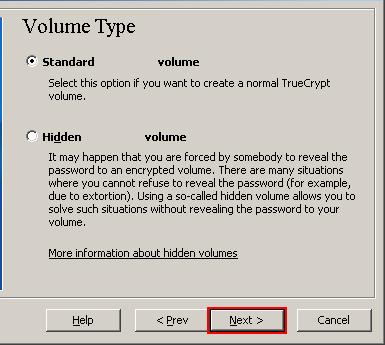 Volume Type
Standard volume
Select this option if you want to create a normal TrueCrypt
volume.
Hidden volume
It may happen that you are forced by somebody to reveal the
password to an encrypted volume. There are many situations
where you cannot refuse to reveal the password (for example,
due to extortion). Using a so-called hidden volume allows you to
solve such situations without revealing the password to your
volume.
More information about hidden volumes
Help < Prev Next > Cancel